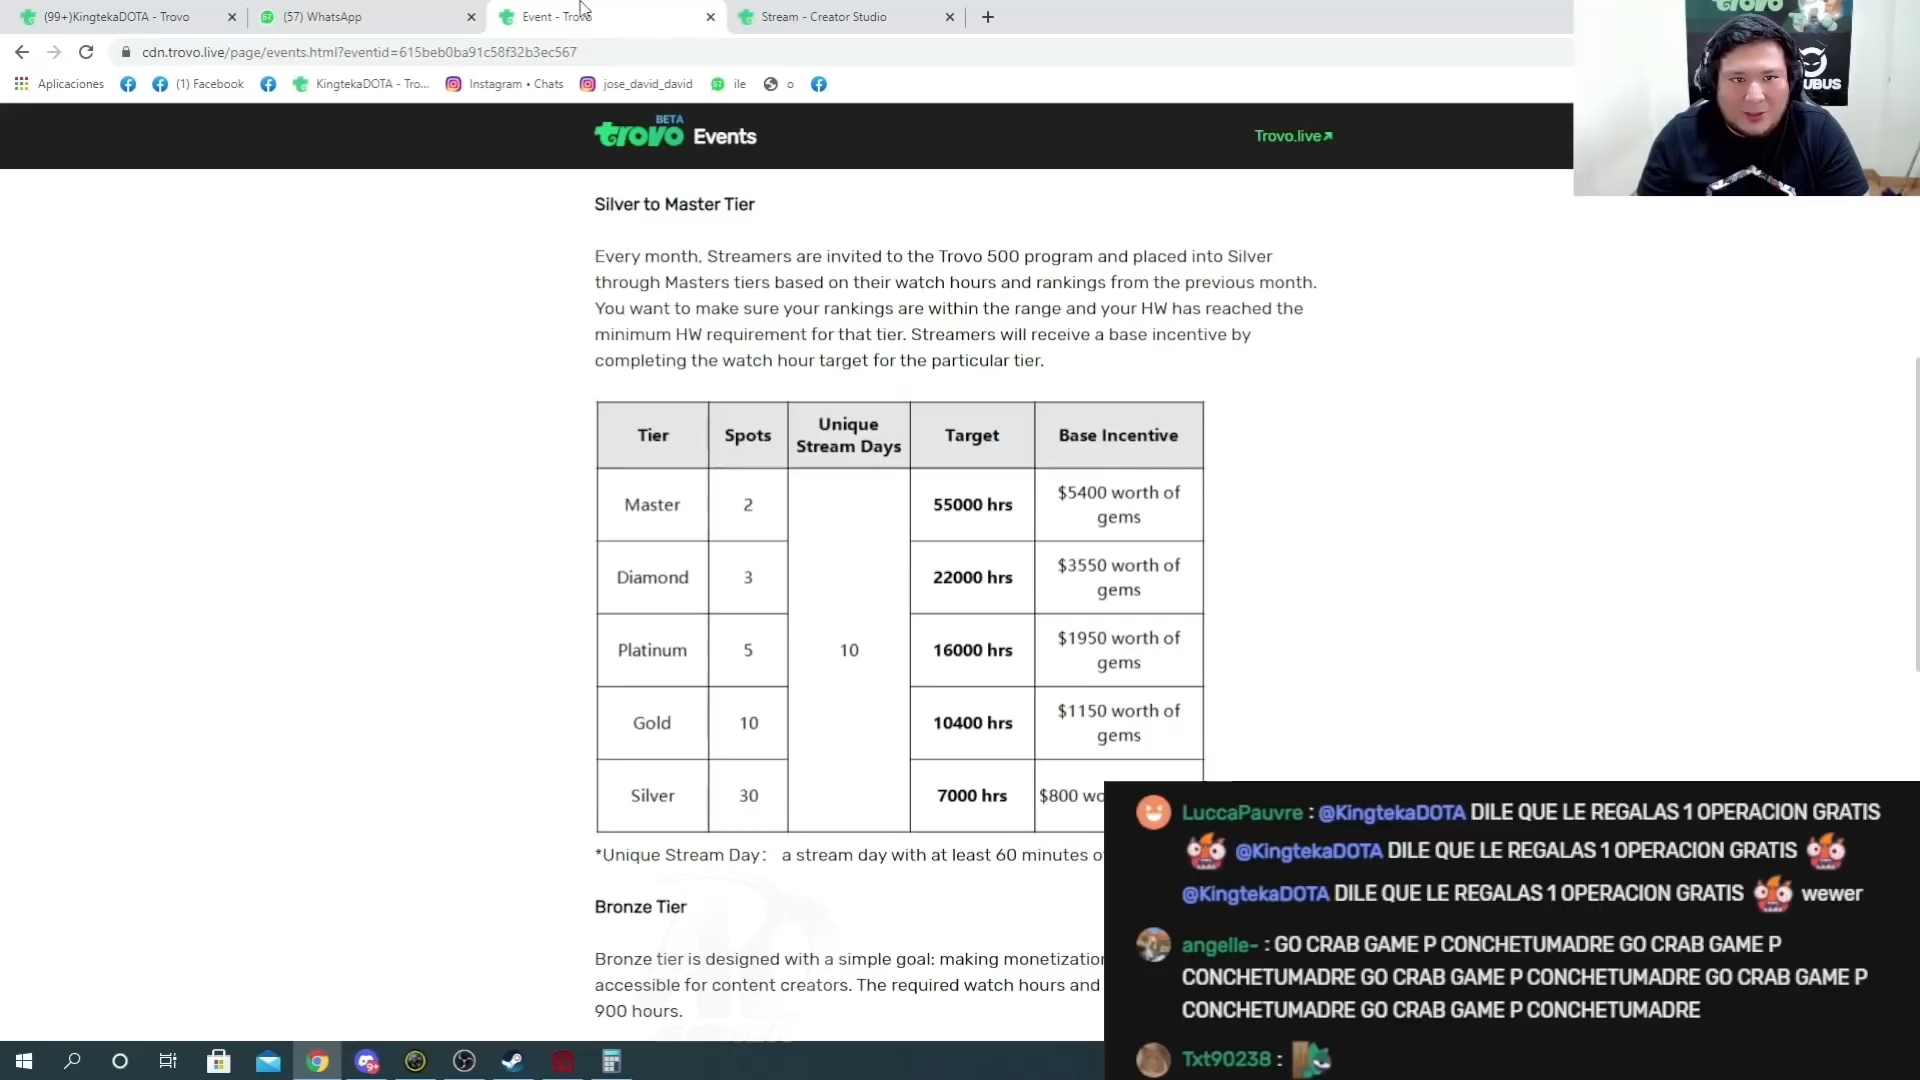 (99+)KingtekaDOTA - Trovo
(57) WhatsApp
Event - Trovo
Stream - Creator Studio
cdn.trovo.live/page/events.html?eventid=615beb0ba91c58f32b3ec567
Aplicaciones
(1) Facebook
KingtekaDOTA - Tro...
Instagram • Chats
jose_david_david
ile
o
trovo
UBUS
BETA
trovo Events
Trovo.live
Silver to Master Tier
Every month, Streamers are invited to the Trovo 500 program and placed into Silver
through Masters tiers based on their watch hours and rankings from the previous month.
You want to make sure your rankings are within the range and your HW has reached the
minimum HW requirement for that tier. Streamers will receive a base incentive by
completing the watch hour target for the particular tier.
Tier
Spots
Unique
Stream Days
Target
Base Incentive
Master
2
55000 hrs
$5400 worth of
gems
Diamond
3
22000 hrs
$3550 worth of
gems
Platinum
5
10
16000 hrs
$1950 worth of
gems
Gold
10
10400 hrs
$1150 worth of
gems
Silver
30
7000 hrs
$800 wo
*Unique Stream Day: a stream day with at least 60 minutes o
Bronze Tier
Bronze tier is designed with a simple goal: making monetization
accessible for content creators. The required watch hours and
900 hours.
LuccaPauvre : @KingtekaDOTA DILE QUE LE REGALAS 1 OPERACION GRATIS
@KingtekaDOTA DILE QUE LE REGALAS 1 OPERACION GRATIS
@KingtekaDOTA DILE QUE LE REGALAS 1 OPERACION GRATIS wewer
angelle- : GO CRAB GAME P CONCHETUMADRE GO CRAB GAME P
CONCHETUMADRE GO CRAB GAME P CONCHETUMADRE GO CRAB GAME P
CONCHETUMADRE GO CRAB GAME P CONCHETUMADRE
Txt90238 :